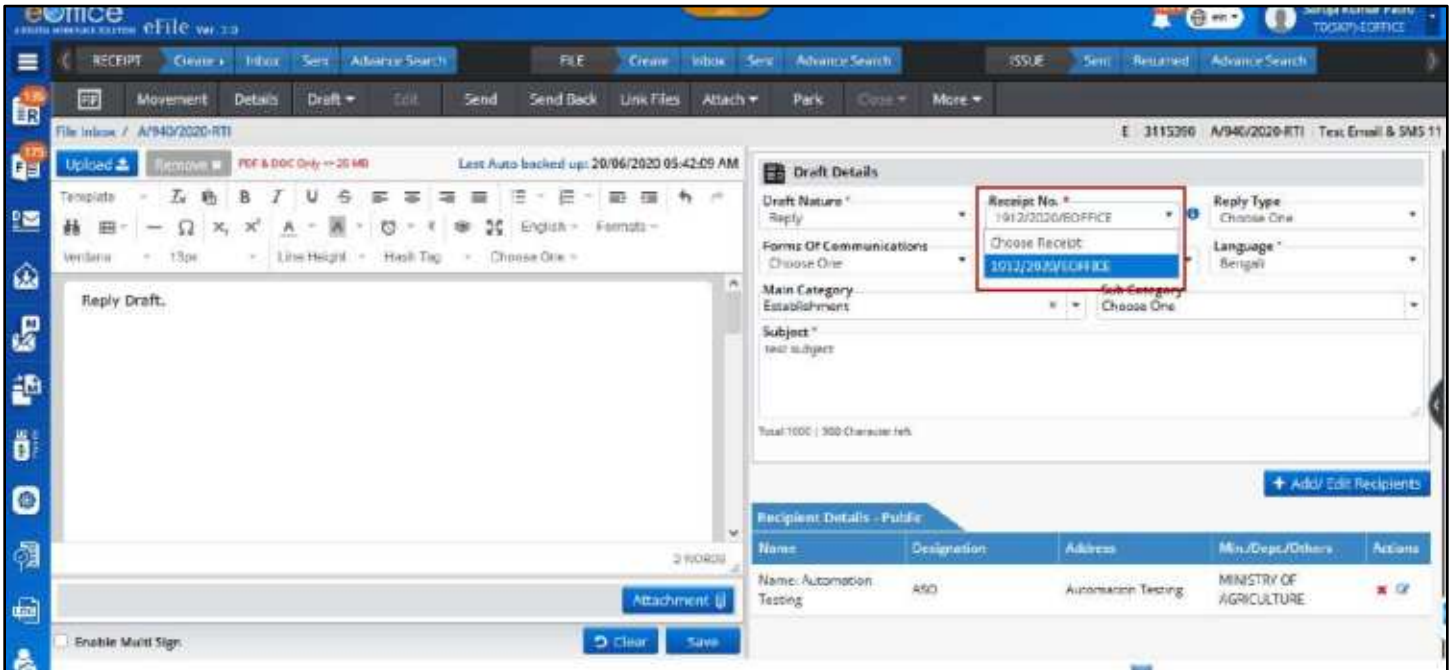 eOffice
eFile Ver 7.0
en
TD(SKP)-EOFFICE
RECEIPT Create Inbox Sent Advance Search FILE Create Inbox Sent Advance Search ISSUE Sent Returned Advance Search
Movement Details Draft Edit Send Send Back Link Files Attach Park Close More
File Inbox / A/940/2020-RTI
E 3115390 A/940/2020-RTI Test Email & SMS 11
Upload Remove PDF & DOC Only Last Auto backed up: 20/06/2020 05:42:09 AM
Template B I U S
English Formats
Verdana 13px Line Height Hash Tag Choose One
Reply Draft.
2 WORDS
Attachment
Enable Multi Sign
Clear Save
Draft Details
Draft Nature * Receipt No. * Reply Type
Reply 1912/2020/EOFFICE Choose One
Choose Receipt
1912/2020/EOFFICE
Forms Of Communications Language *
Choose One Bengali
Main Category Sub Category
Establishment Choose One
Subject *
test subject
Total 1000 | Character left
+ Add/ Edit Recipients
Recipient Details - Public
Name Designation Address Min./Dept./Others Actions
Name: Automation Testing ASO Automation Testing MINISTRY OF AGRICULTURE